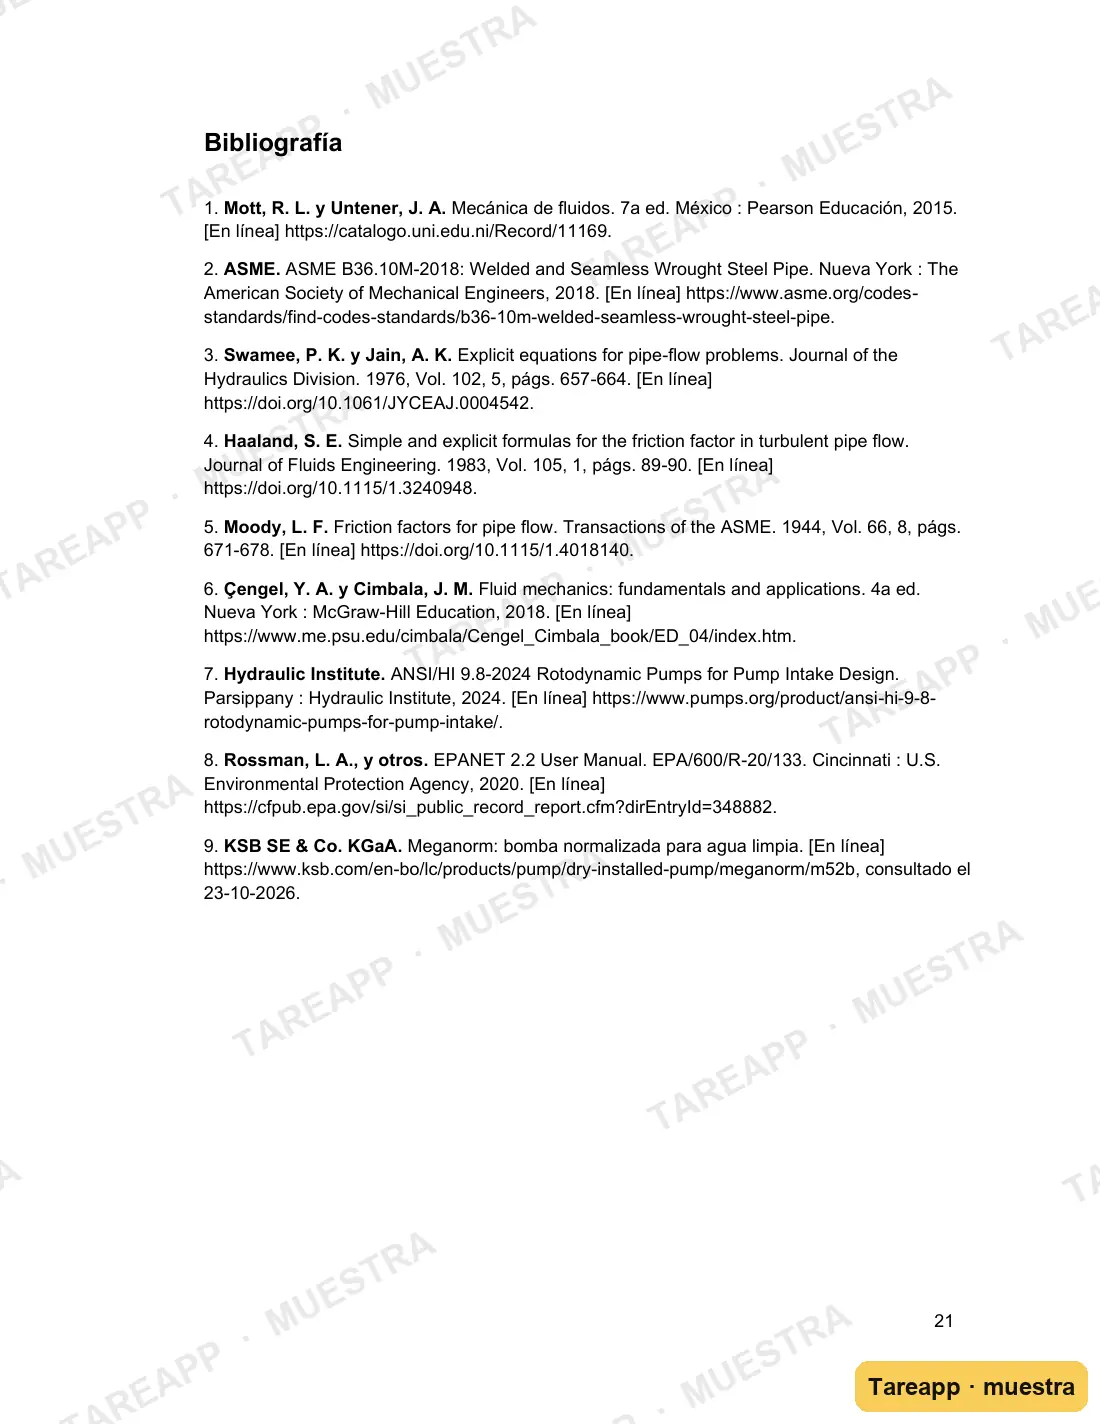 Bibliografía
1. Mott, R. L. y Untener, J. A. Mecánica de fluidos. 7a ed. México : Pearson Educación, 2015.
[En línea] https://catalogo.uni.edu.ni/Record/11169.
2. ASME. ASME B36.10M-2018: Welded and Seamless Wrought Steel Pipe. Nueva York : The
American Society of Mechanical Engineers, 2018. [En línea] https://www.asme.org/codes-
standards/find-codes-standards/b36-10m-welded-seamless-wrought-steel-pipe.
3. Swamee, P. K. y Jain, A. K. Explicit equations for pipe-flow problems. Journal of the
Hydraulics Division. 1976, Vol. 102, 5, págs. 657-664. [En línea]
https://doi.org/10.1061/JYCEAJ.0004542.
4. Haaland, S. E. Simple and explicit formulas for the friction factor in turbulent pipe flow.
Journal of Fluids Engineering. 1983, Vol. 105, 1, págs. 89-90. [En línea]
https://doi.org/10.1115/1.3240948.
5. Moody, L. F. Friction factors for pipe flow. Transactions of the ASME. 1944, Vol. 66, 8, págs.
671-678. [En línea] https://doi.org/10.1115/1.4018140.
6. Çengel, Y. A. y Cimbala, J. M. Fluid mechanics: fundamentals and applications. 4a ed.
Nueva York : McGraw-Hill Education, 2018. [En línea]
https://www.me.psu.edu/cimbala/Cengel_Cimbala_book/ED_04/index.htm.
7. Hydraulic Institute. ANSI/HI 9.8-2024 Rotodynamic Pumps for Pump Intake Design.
Parsippany : Hydraulic Institute, 2024. [En línea] https://www.pumps.org/product/ansi-hi-9-8-
rotodynamic-pumps-for-pump-intake/.
8. Rossman, L. A., y otros. EPANET 2.2 User Manual. EPA/600/R-20/133. Cincinnati : U.S.
Environmental Protection Agency, 2020. [En línea]
https://cfpub.epa.gov/si/si_public_record_report.cfm?dirEntryId=348882.
9. KSB SE & Co. KGaA. Meganorm: bomba normalizada para agua limpia. [En línea]
https://www.ksb.com/en-bo/lc/products/pump/dry-installed-pump/meganorm/m52b, consultado el
23-10-2026.
21
Tareapp · muestra
TAREAPP · MUESTRA
TAREAPP · MUESTRA
TAREAPP · MUESTRA
TAREAPP · MUESTRA
TAREAPP · MUESTRA
TAREAPP · MUESTRA
TAREAPP · MUESTRA